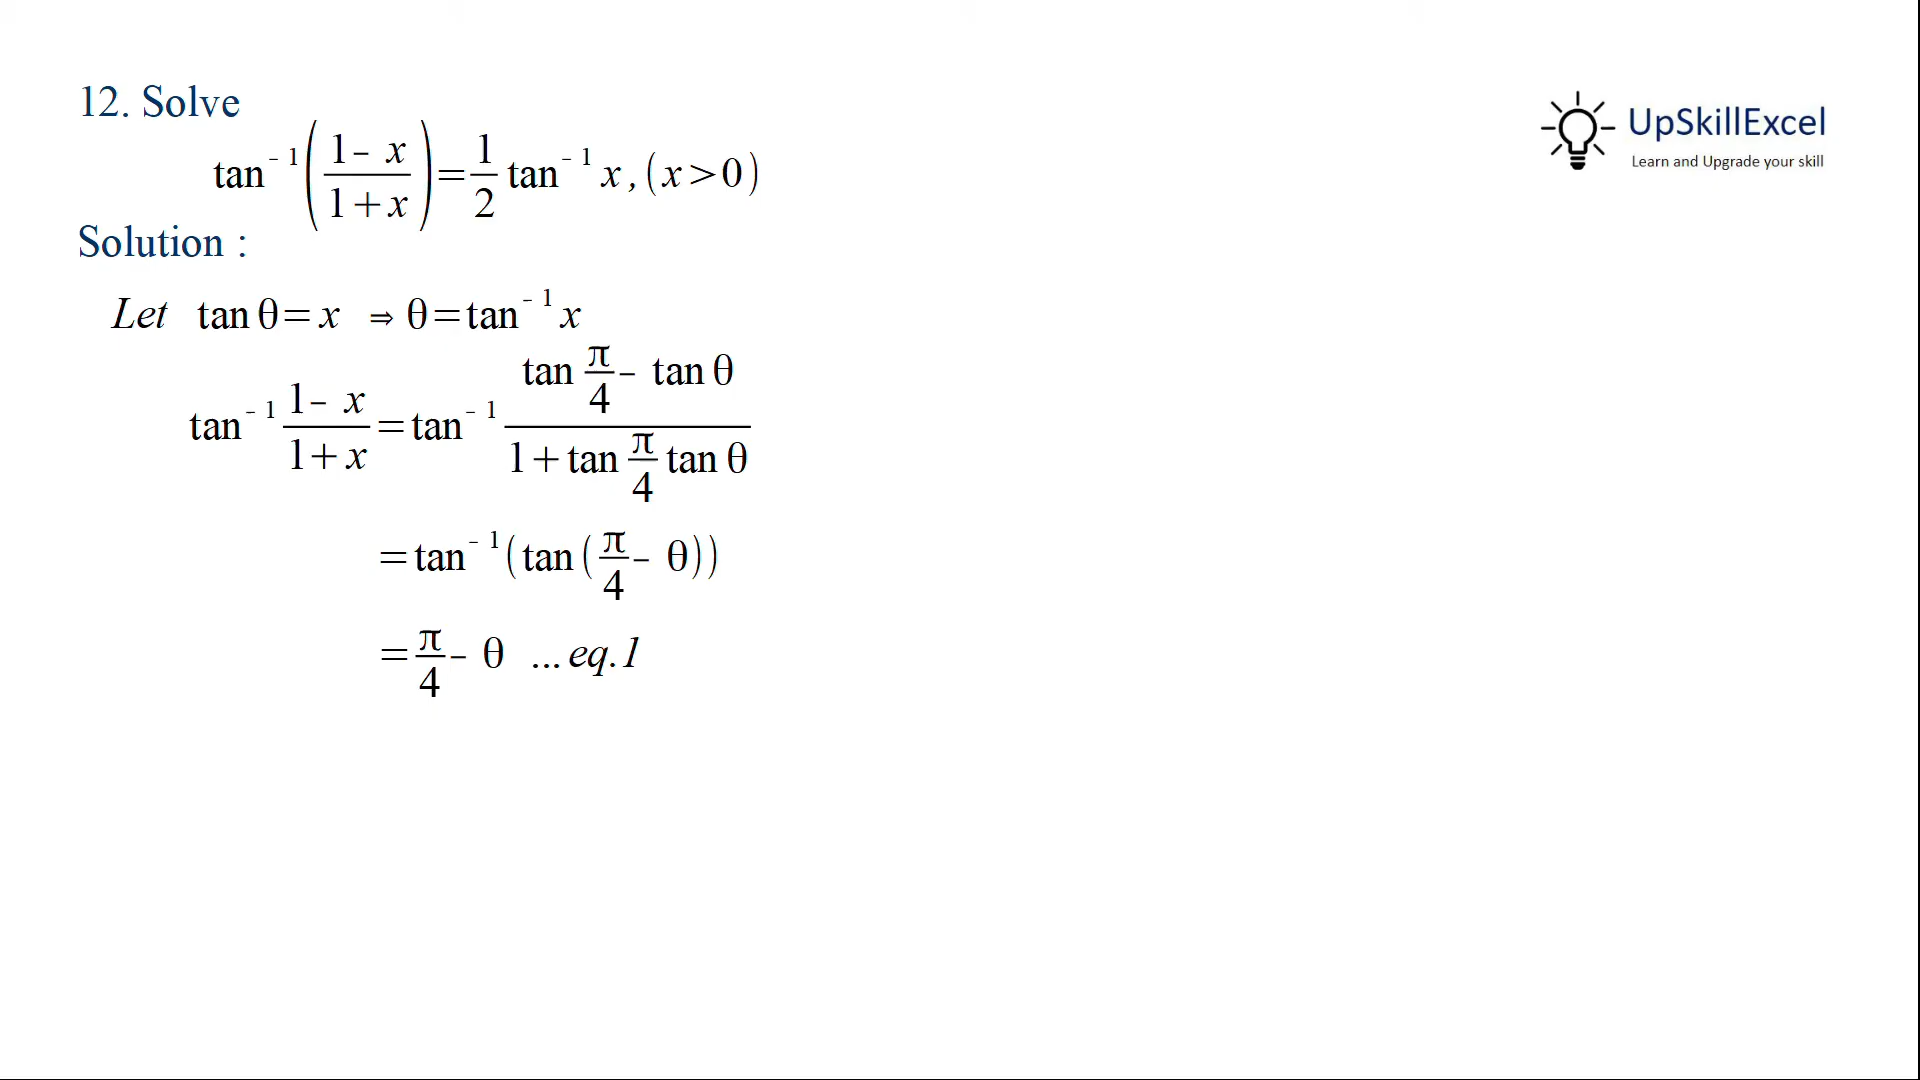 12. Solve
tan⁻¹((1− x)/(1+x))=1/2 tan⁻¹ x ,(x>0)
Solution :
Let tan θ=x ⇒ θ=tan⁻¹ x
tan⁻¹ (1− x)/(1+x)=tan⁻¹ (tan π/4− tan θ)/(1+tan π/4 tan θ)
=tan⁻¹(tan(π/4− θ))
=π/4− θ ...eq.1
UpSkillExcel
Learn and Upgrade your skill